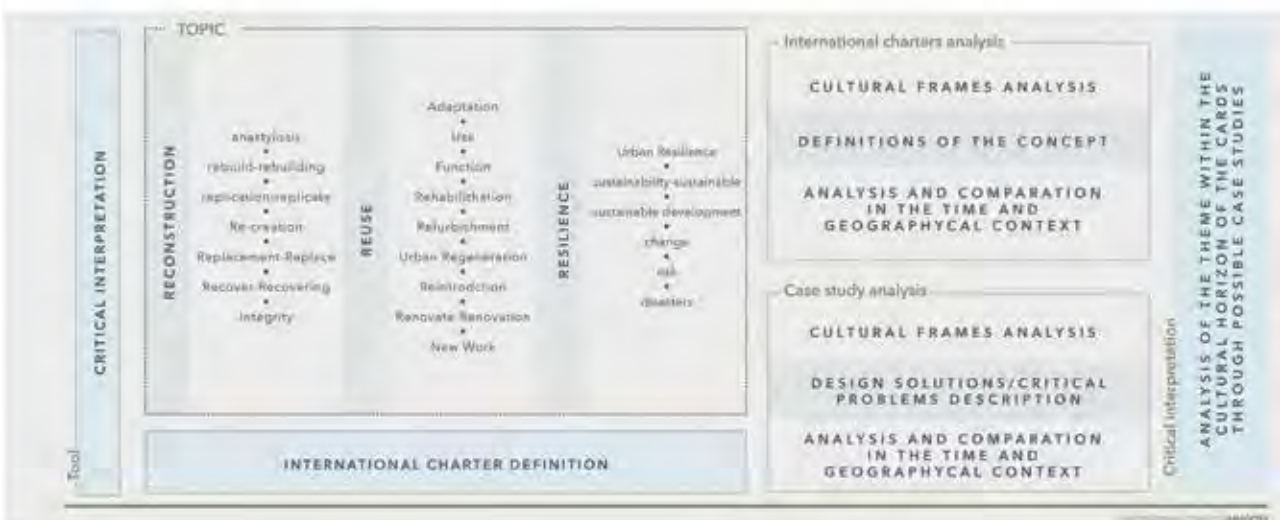 TOPIC
CRITICAL INTERPRETATION
Tool
RECONSTRUCTION
anastylosis
rebuild-rebuilding
replication-replicate
Re-creation
Replacement-Replace
Recover-Recovering
Integrity
REUSE
Adaptation
Use
Function
Rehabilitation
Refurbishment
Urban Regeneration
Reintrodction
Renovate-Renovation
New Work
RESILIENCE
Urban Resilience
sustainability-sustainable
sustainable development
change
risk
disasters
INTERNATIONAL CHARTER DEFINITION
International charters analysis
CULTURAL FRAMES ANALYSIS
DEFINITIONS OF THE CONCEPT
ANALYSIS AND COMPARATION
IN THE TIME AND
GEOGRAPHYCAL CONTEXT
Case study analysis
CULTURAL FRAMES ANALYSIS
DESIGN SOLUTIONS/CRITICAL
PROBLEMS DESCRIPTION
ANALYSIS AND COMPARATION
IN THE TIME AND
GEOGRAPHYCAL CONTEXT
Critical interpretation
ANALYSIS OF THE THEME WITHIN THE
CULTURAL HORIZON OF THE CARDS
THROUGH POSSIBLE CASE STUDIES